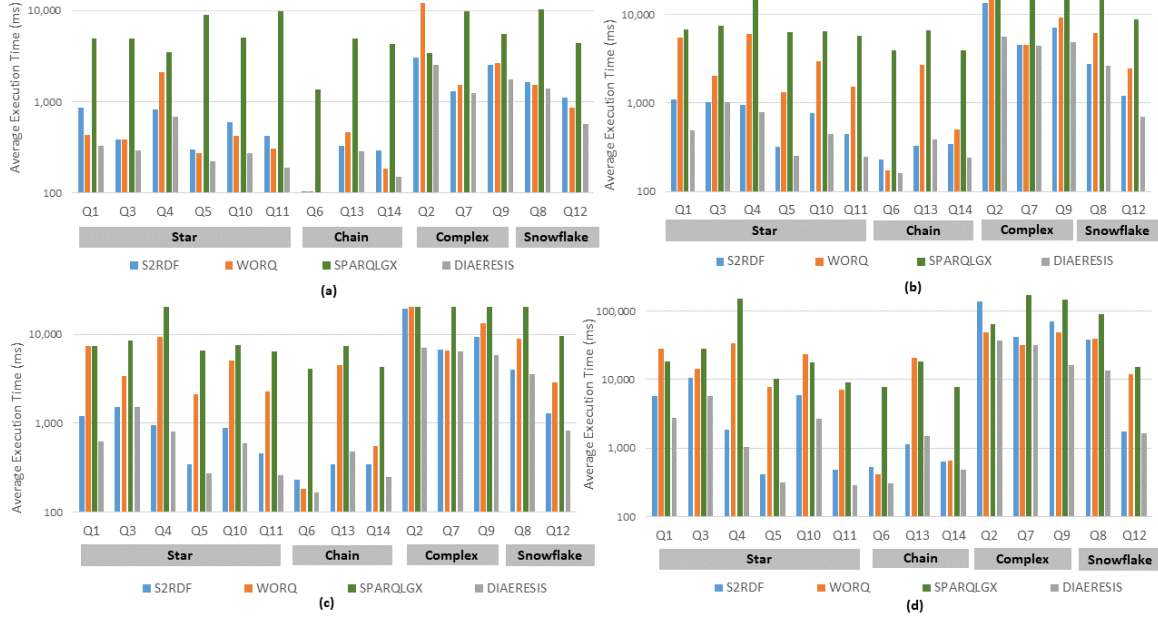 Average Execution Time (ms)
10,000
1,000
100
Q1 Q3 Q4 Q5 Q10 Q11 Q6 Q13 Q14 Q2 Q7 Q9 Q8 Q12
Star Chain Complex Snowflake
S2RDF WORQ SPARQLGX DIAERESIS
(a)
Average Execution Time (ms)
10,000
1,000
100
Q1 Q3 Q4 Q5 Q10 Q11 Q6 Q13 Q14 Q2 Q7 Q9 Q8 Q12
Star Chain Complex Snowflake
S2RDF WORQ SPARQLGX DIAERESIS
(b)
Average Execution Time (ms)
10,000
1,000
100
Q1 Q3 Q4 Q5 Q10 Q11 Q6 Q13 Q14 Q2 Q7 Q9 Q8 Q12
Star Chain Complex Snowflake
S2RDF WORQ SPARQLGX DIAERESIS
(c)
Average Execution Time (ms)
100,000
10,000
1,000
100
Q1 Q3 Q4 Q5 Q10 Q11 Q6 Q13 Q14 Q2 Q7 Q9 Q8 Q12
Star Chain Complex Snowflake
S2RDF WORQ SPARQLGX DIAERESIS
(d)